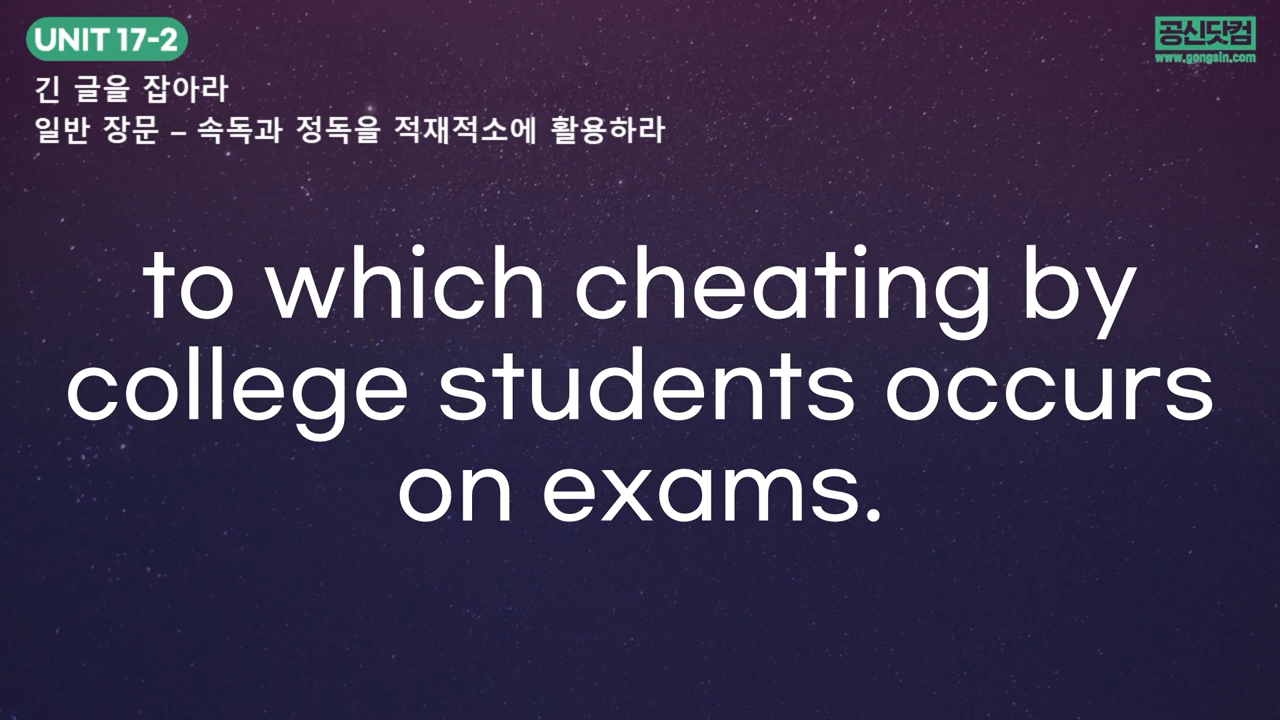 UNIT 17-2
공신닷컴
www.gongsin.com
긴 글을 잡아라
일반 장문 – 속독과 정독을 적재적소에 활용하라
to which cheating by
college students occurs
on exams.